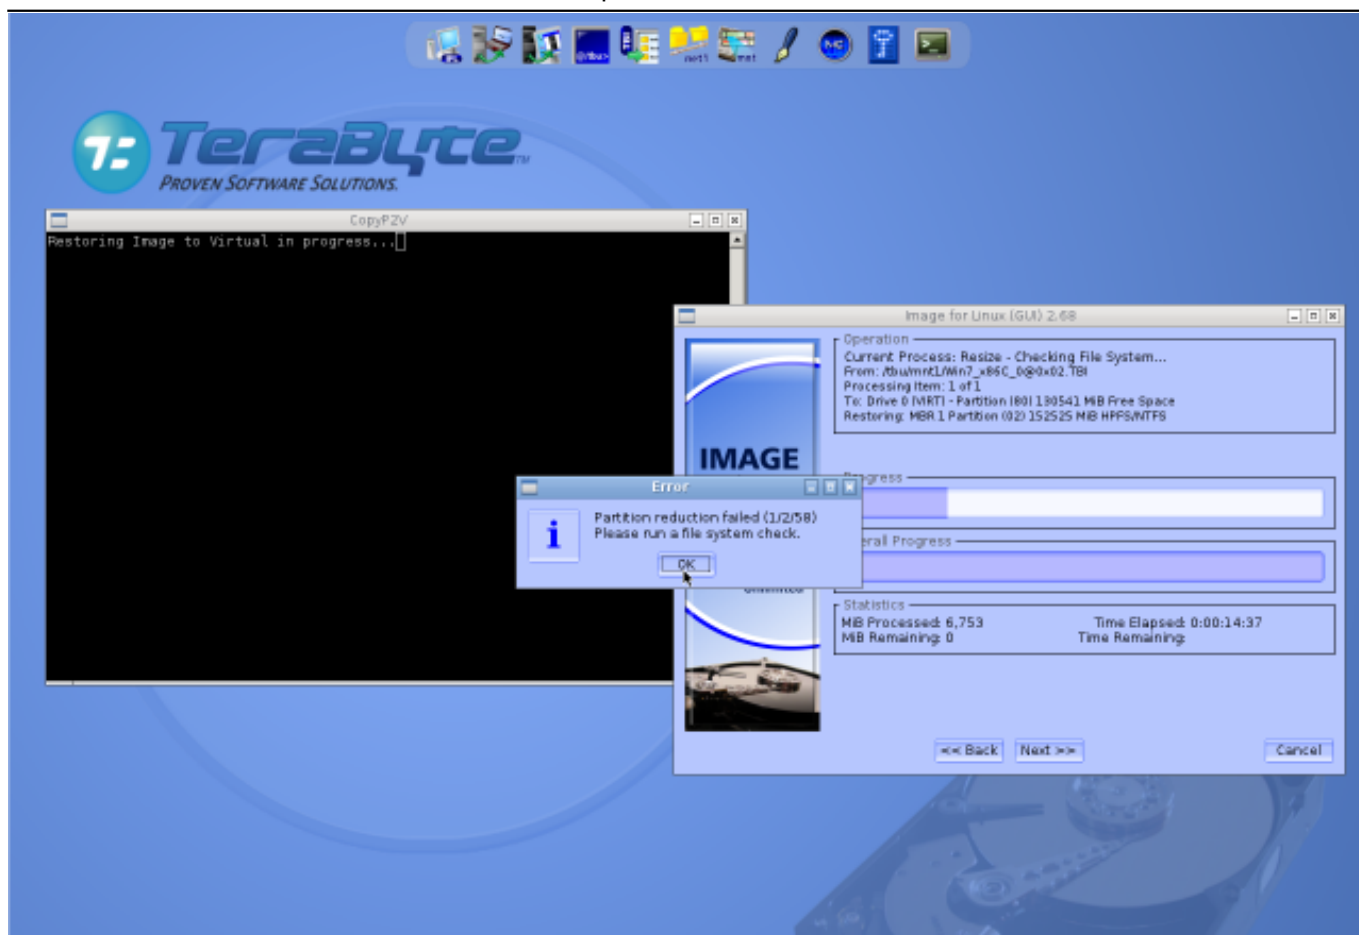 TeraByte™
PROVEN SOFTWARE SOLUTIONS.
CopyP2V
Restoring Image to Virtual in progress...
Image for Linux (GUI) 2.68
Operation
Current Process: Resize - Checking File System...
From: /tbu/mnt1/Win7_x86C_0@0x02.TBI
Processing Item: 1 of 1
To: Drive 0 (VIRT) - Partition (80) 130541 MiB Free Space
Restoring: MBR 1 Partition (02) 152525 MiB HPFS/NTFS
IMAGE
Error
Partition reduction failed (1/2/58)
Please run a file system check.
OK
Statistics
MiB Processed: 6,753 Time Elapsed: 0:00:14:37
MiB Remaining: 0 Time Remaining:
<< Back Next >> Cancel